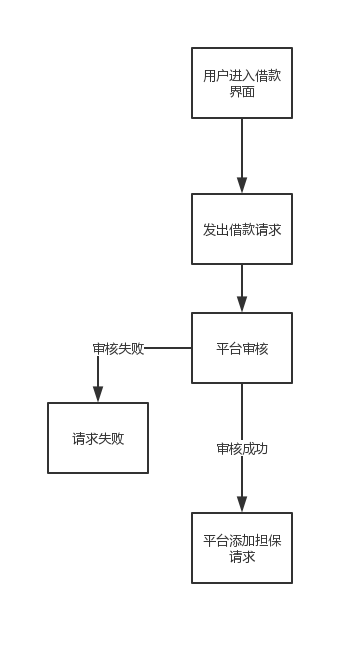 用户进入借款
界面
发出借款请求
审核失败
平台审核
请求失败
审核成功
平台添加担保
请求